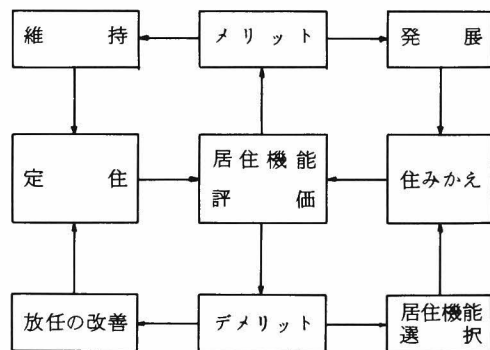 維持
メリット
発展
定住
居住機能
評価
住みかえ
放任の改善
デメリット
居住機能
選択